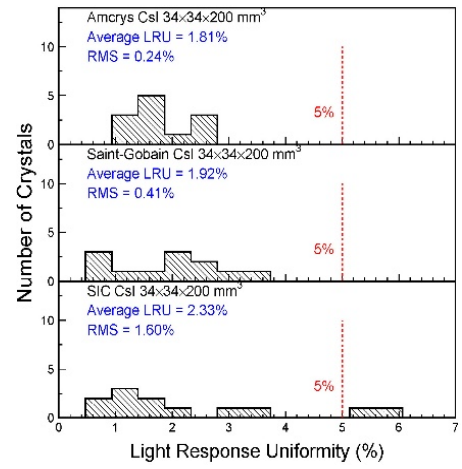 Amcrys CsI 34×34×200 mm³
Average LRU = 1.81%
RMS = 0.24%
5%
10
5
0
Saint-Gobain CsI 34×34×200 mm³
Average LRU = 1.92%
RMS = 0.41%
5%
10
5
0
SIC CsI 34×34×200 mm³
Average LRU = 2.33%
RMS = 1.60%
5%
10
5
0
Number of Crystals
0 1 2 3 4 5 6 7
Light Response Uniformity (%)